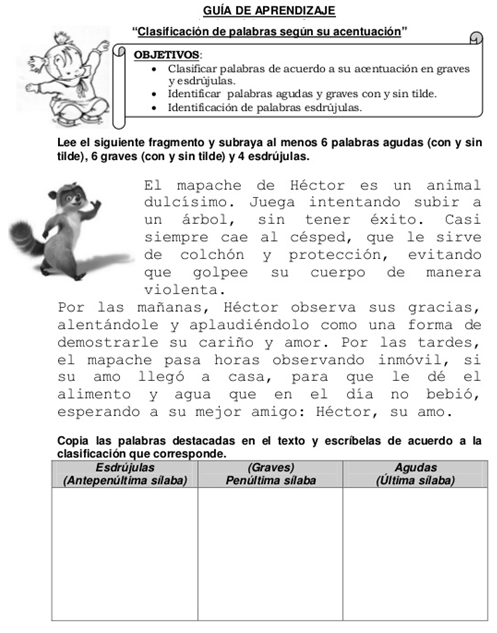 GUÍA DE APRENDIZAJE
“Clasificación de palabras según su acentuación”
OBJETIVOS:
• Clasificar palabras de acuerdo a su acentuación en graves
y esdrújulas.
• Identificar palabras agudas y graves con y sin tilde.
• Identificación de palabras esdrújulas.
Lee el siguiente fragmento y subraya al menos 6 palabras agudas (con y sin
tilde), 6 graves (con y sin tilde) y 4 esdrújulas.
El mapache de Héctor es un animal
dulcísimo. Juega intentando subir a
un árbol, sin tener éxito. Casi
siempre cae al césped, que le sirve
de colchón y protección, evitando
que golpee su cuerpo de manera
violenta.
Por las mañanas, Héctor observa sus gracias,
alentándole y aplaudiéndolo como una forma de
demostrarle su cariño y amor. Por las tardes,
el mapache pasa horas observando inmóvil, si
su amo llegó a casa, para que le dé el
alimento y agua que en el día no bebió,
esperando a su mejor amigo: Héctor, su amo.
Copia las palabras destacadas en el texto y escríbelas de acuerdo a la
clasificación que corresponde.
Esdrújulas (Graves) Agudas
(Antepenúltima sílaba) Penúltima sílaba (Última sílaba)